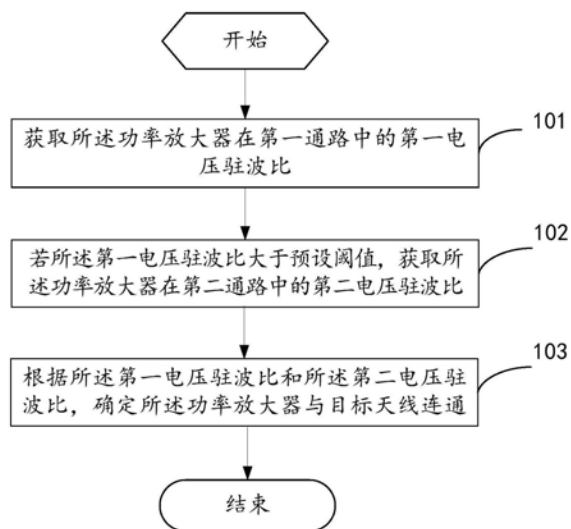 开始
获取所述功率放大器在第一通路中的第一电
压驻波比
101
若所述第一电压驻波比大于预设阈值，获取所
述功率放大器在第二通路中的第二电压驻波比
102
根据所述第一电压驻波比和所述第二电压驻
波比，确定所述功率放大器与目标天线连通
103
结束